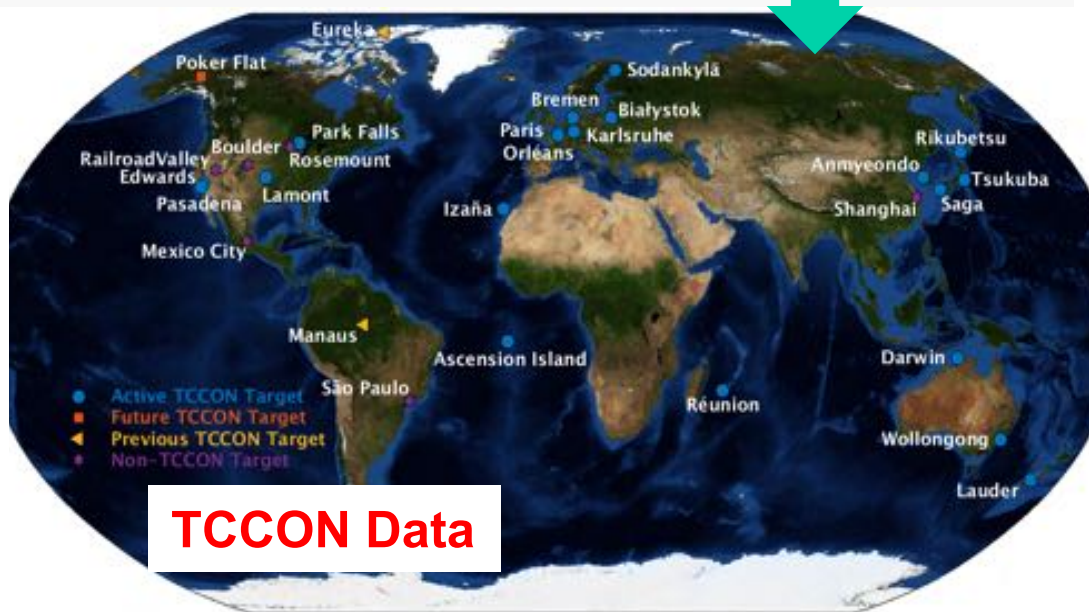 Eureka
Poker Flat
Sodankylä
Bremen
Białystok
Park Falls
Paris
Karlsruhe
Rikubetsu
Boulder
Orléans
RailroadValley
Rosemount
Anmyeondo
Edwards
Tsukuba
Lamont
Pasadena
Izaña
Shanghai
Saga
Mexico City
Manaus
Ascension Island
Darwin
São Paulo
Réunion
Active TCCON Target
Future TCCON Target
Previous TCCON Target
Non-TCCON Target
Wollongong
Lauder
TCCON Data